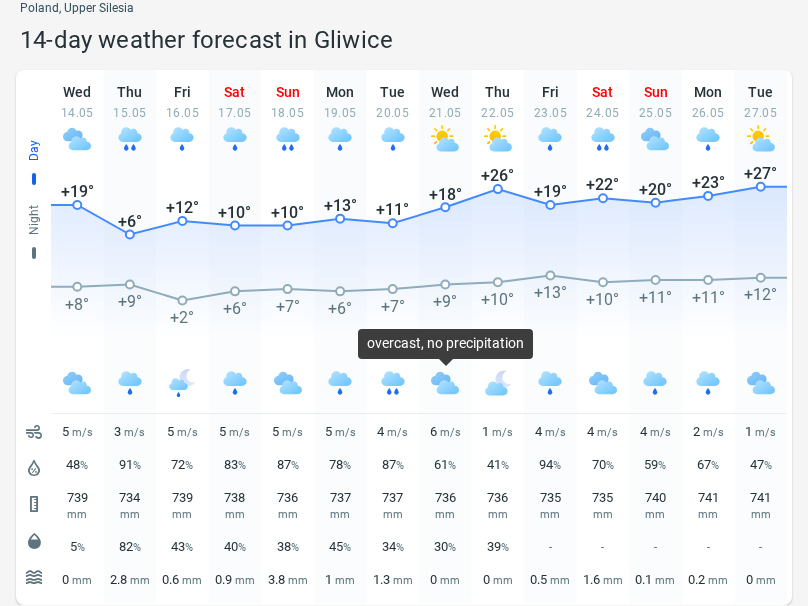 Poland, Upper Silesia
14-day weather forecast in Gliwice
Wed Thu Fri Sat Sun Mon Tue Wed Thu Fri Sat Sun Mon Tue
14.05 15.05 16.05 17.05 18.05 19.05 20.05 21.05 22.05 23.05 24.05 25.05 26.05 27.05
Day
+19° +6° +12° +10° +10° +13° +11° +18° +26° +19° +22° +20° +23° +27°
Night
+8° +9° +2° +6° +7° +6° +7° +9° +10° +13° +10° +11° +11° +12°
overcast, no precipitation
5 m/s 3 m/s 5 m/s 5 m/s 5 m/s 5 m/s 4 m/s 6 m/s 1 m/s 4 m/s 4 m/s 4 m/s 2 m/s 1 m/s
48% 91% 72% 83% 87% 78% 87% 61% 41% 94% 70% 59% 67% 47%
739 734 739 738 736 737 737 736 736 735 735 740 741 741
mm mm mm mm mm mm mm mm mm mm mm mm mm mm
5% 82% 43% 40% 38% 45% 34% 30% 39% - - - - -
0 mm 2.8 mm 0.6 mm 0.9 mm 3.8 mm 1 mm 1.3 mm 0 mm 0 mm 0.5 mm 1.6 mm 0.1 mm 0.2 mm 0 mm